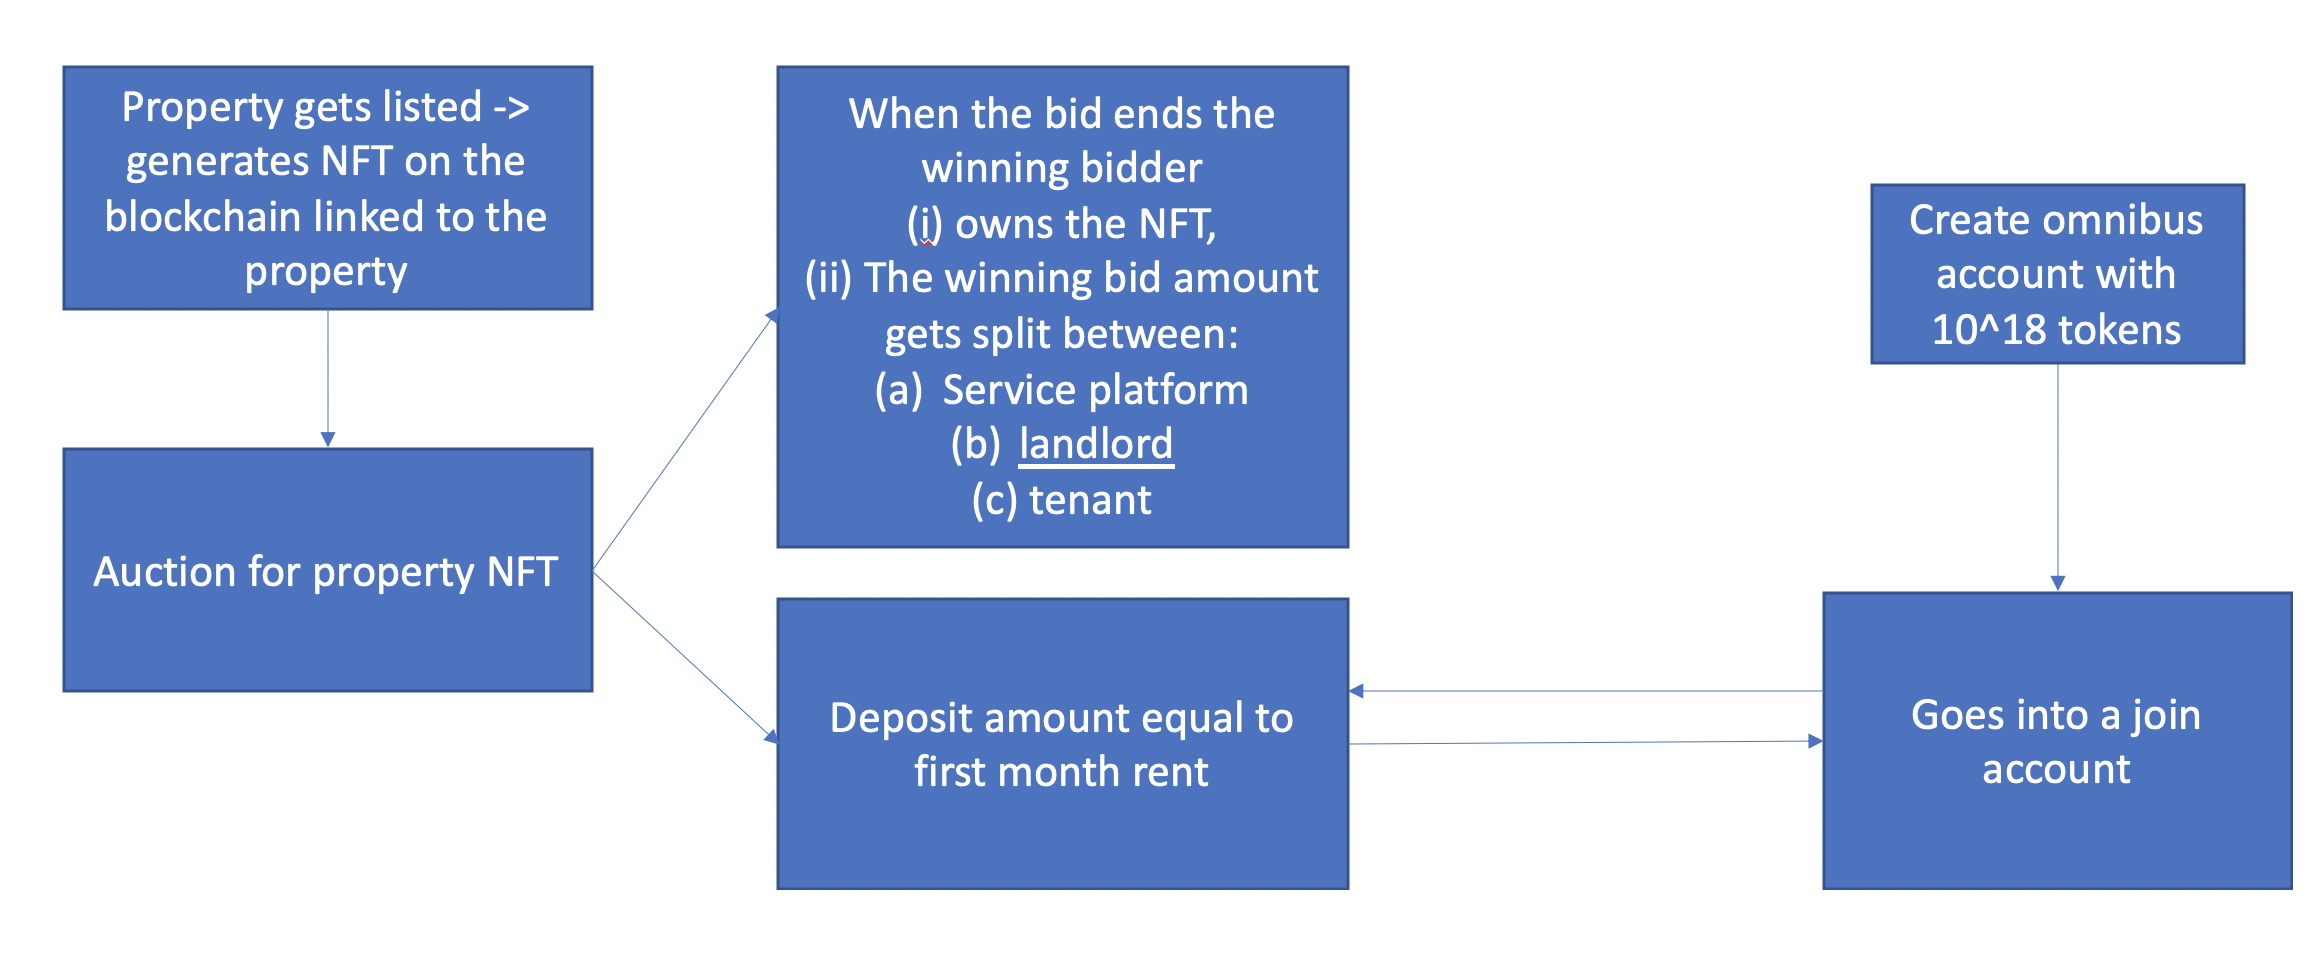 Property gets listed ->
generates NFT on the
blockchain linked to the
property
Auction for property NFT
When the bid ends the
winning bidder
(i) owns the NFT,
(ii) The winning bid amount
gets split between:
(a) Service platform
(b) landlord
(c) tenant
Deposit amount equal to
first month rent
Create omnibus
account with
10^18 tokens
Goes into a join
account